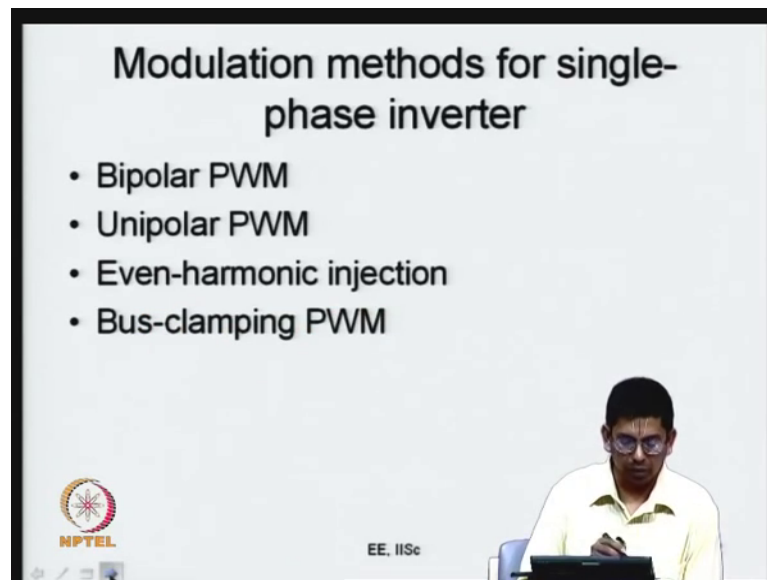 Modulation methods for single-
phase inverter
• Bipolar PWM
• Unipolar PWM
• Even-harmonic injection
• Bus-clamping PWM
NPTEL
EE, IISc